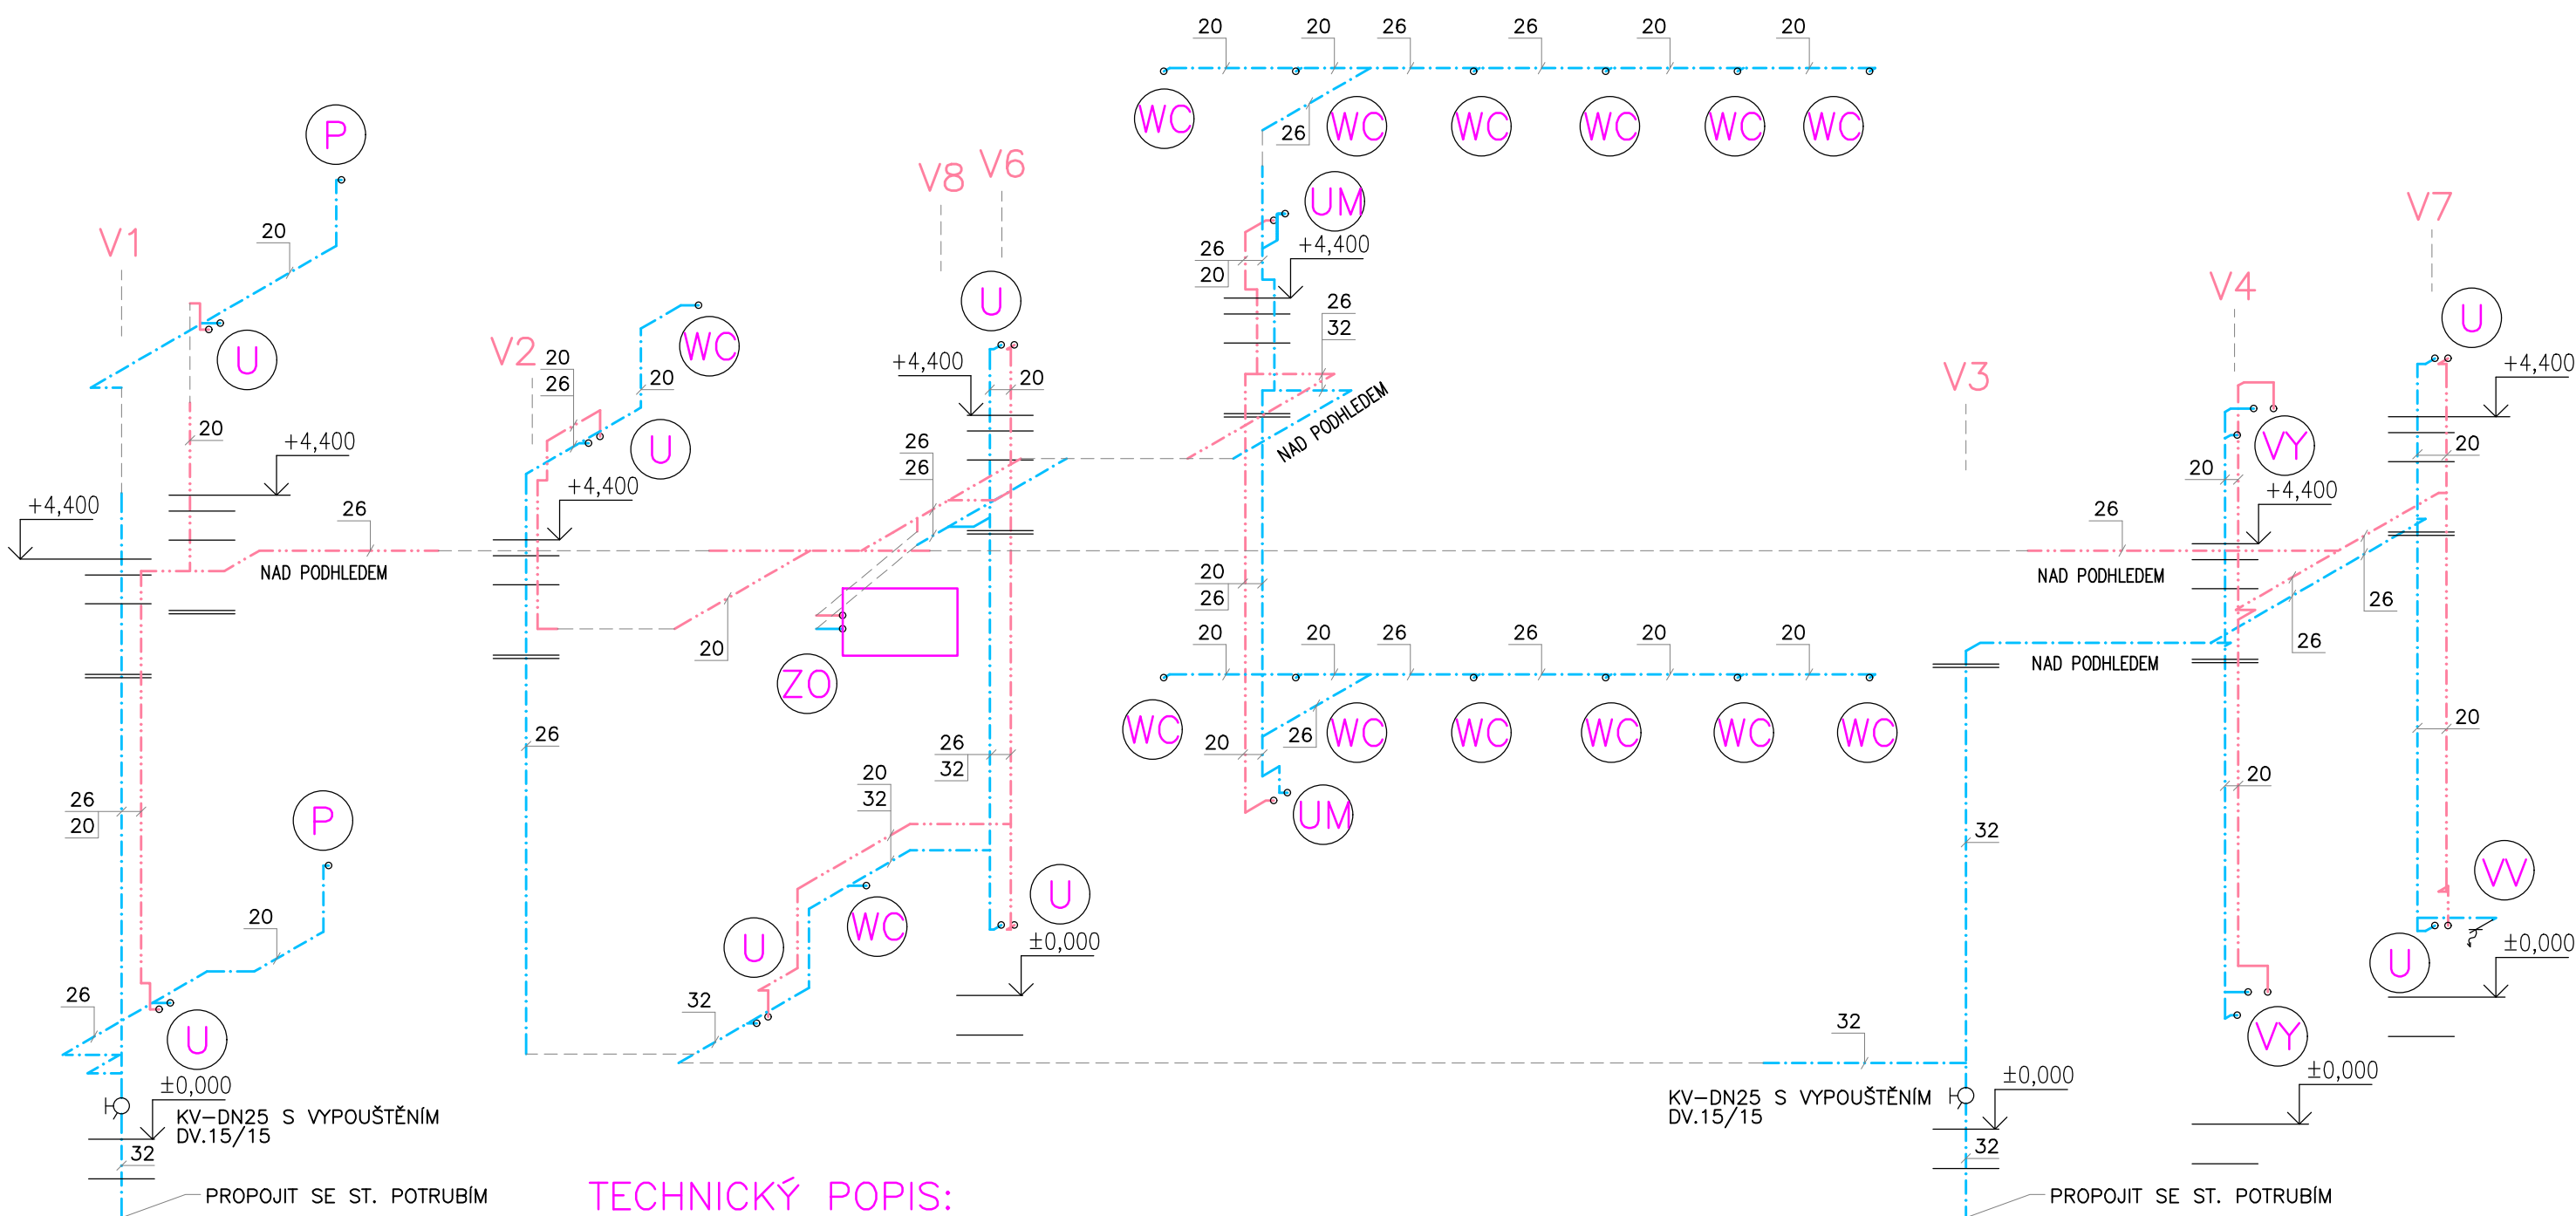 20 20 26 26 20 20
P WC WC WC WC WC WC
26
V8 V6
UM
V7
V1
20
26 +4,400
20
V4
U
26
32
U
+4,400
U
WC
V2
20
26
20
+4,400
20
V3
NAD PODHLEDEM
20
U
VY
20
+4,400
+4,400
26
26
20
+4,400
+4,400
26
26
NAD PODHLEDEM
20
26
NAD PODHLEDEM
26
26
NAD PODHLEDEM
20
20 20 26 26 20 20
ZO
WC WC WC WC WC WC
20
26
20
26
26
32
20
20
32
26
20
P
UM
32
20
U
VV
20
U
WC
±0,000
±0,000
U
26
32
32
U
VY
±0,000
±0,000
±0,000
KV-DN25 S VYPOUŠTĚNÍM
DV.15/15
KV-DN25 S VYPOUŠTĚNÍM
DV.15/15
32
32
PROPOJIT SE ST. POTRUBÍM
TECHNICKÝ POPIS:
PROPOJIT SE ST. POTRUBÍM